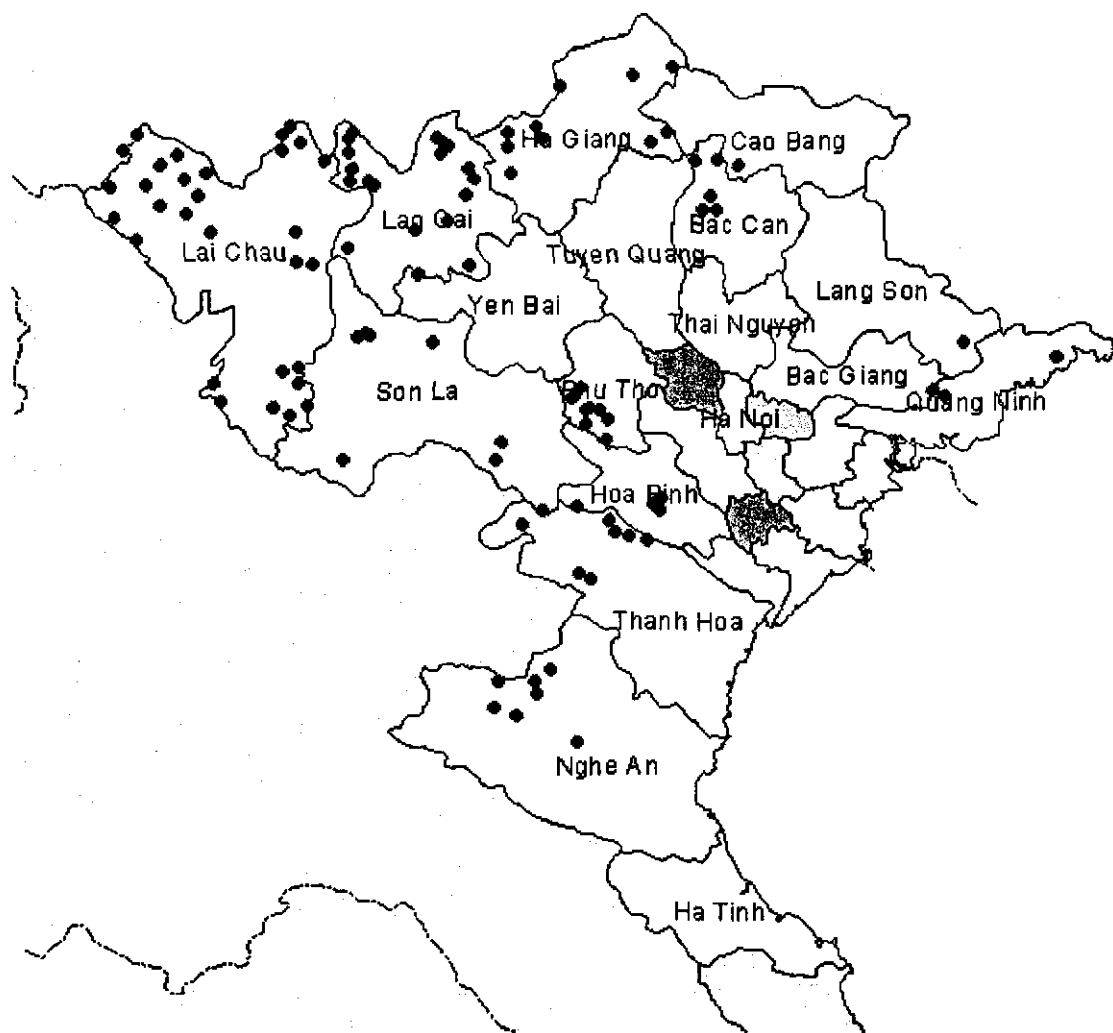 Ha Giang
Cao Bang
Lao Cai
Bac Can
Lai Chau
Tuyen Quang
Lang Son
Yen Bai
Thai Nguyen
Son La
Phu Tho
Bac Giang
Ha Noi
Quang Ninh
Hoa Binh
Thanh Hoa
Nghe An
Ha Tinh